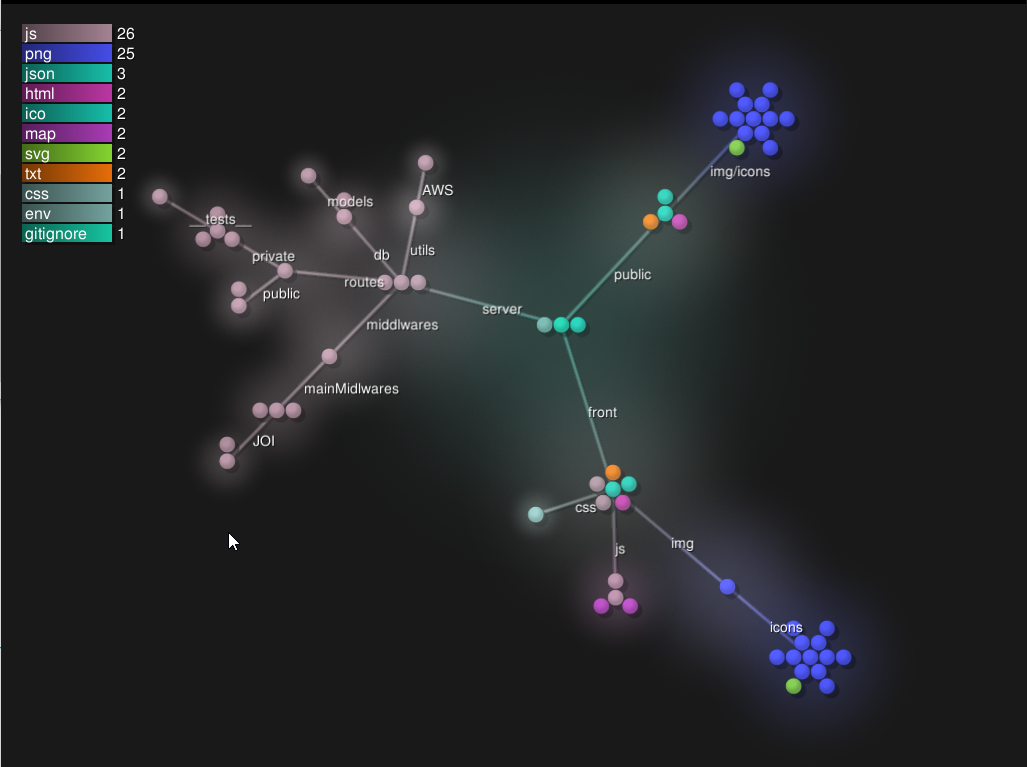 js 26
png 25
json 3
html 2
ico 2
map 2
svg 2
txt 2
css 1
env 1
gitignore 1
img/icons
AWS
models
__tests__
utils
db
private
public
routes
public
server
middlwares
mainMidlwares
front
JOI
css
img
js
icons